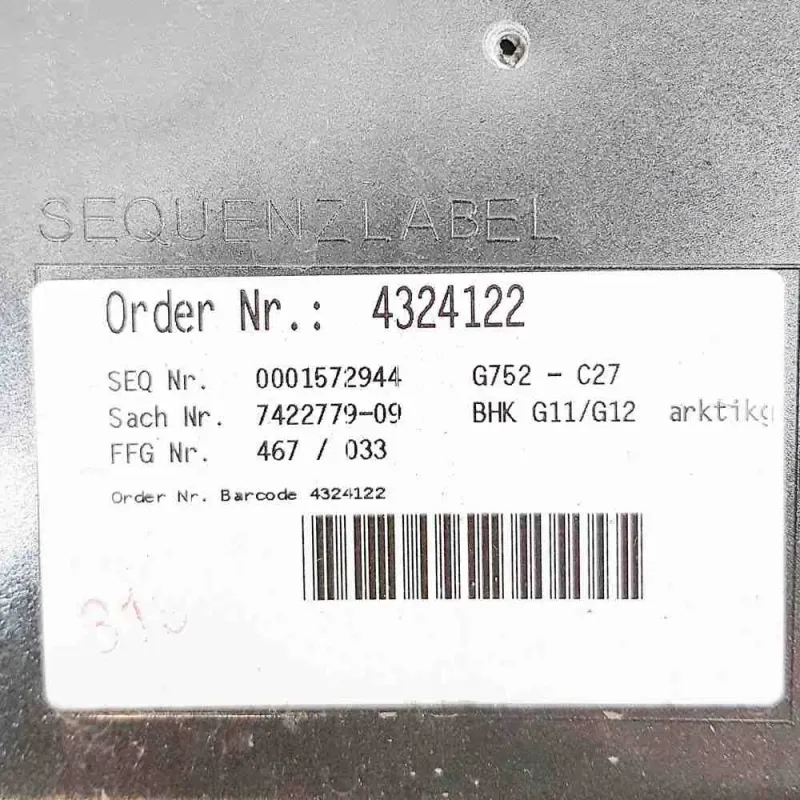 SEQUENZLABEL
Order Nr.: 4324122
SEQ Nr. 0001572944 G752 - C27
Sach Nr. 7422779-09 BHK G11/G12 arktikg
FFG Nr. 467 / 033
Order Nr. Barcode 4324122